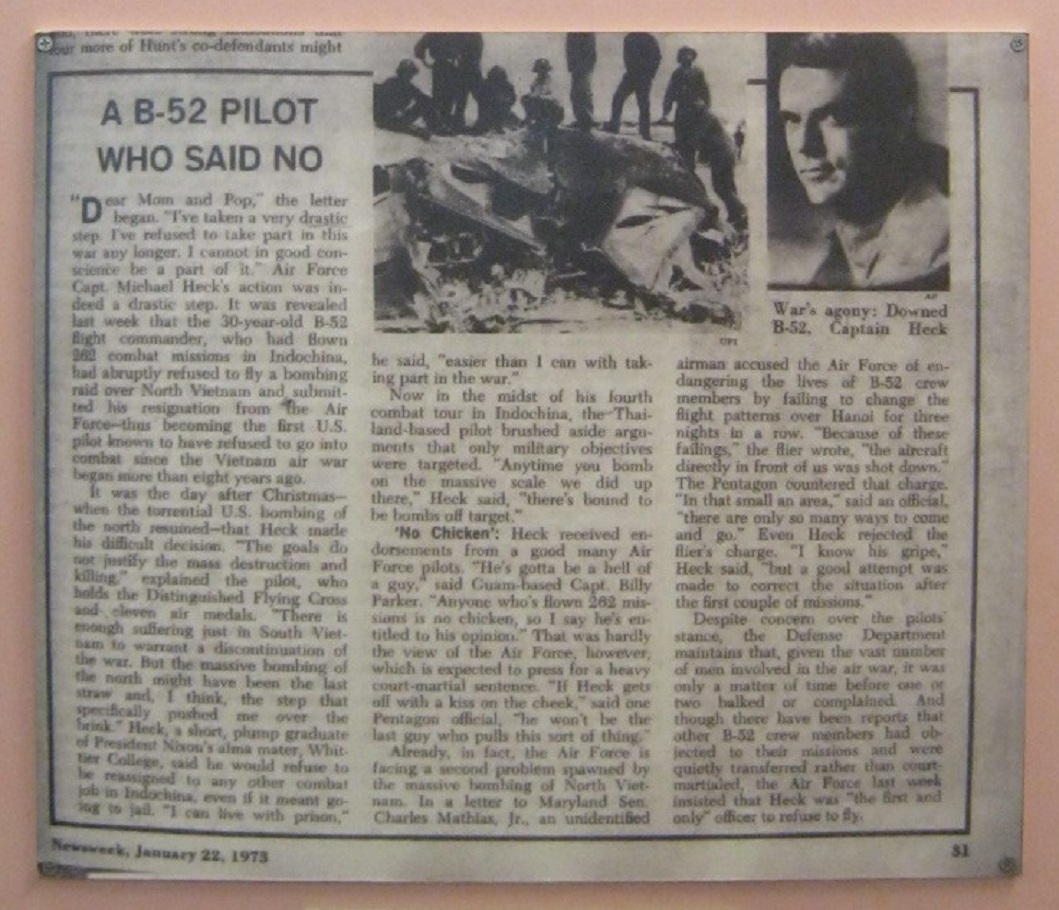 four more of Hunt's co-defendants might
A B-52 PILOT
WHO SAID NO
"Dear Mom and Pop," the letter
began. "I've taken a very drastic
step. I've refused to take part in this
war any longer. I cannot in good con-
science be a part of it." Air Force
Capt. Michael Heck's action was in-
deed a drastic step. It was revealed
last week that the 30-year-old B-52
flight commander, who had flown
262 combat missions in Indochina,
had abruptly refused to fly a bombing
raid over North Vietnam and submit-
ted his resignation from the Air
Force—thus becoming the first U.S.
pilot known to have refused to go into
combat since the Vietnam air war
began more than eight years ago.
It was the day after Christmas—
when the torrential U.S. bombing of
the north resumed—that Heck made
his difficult decision. "The goals do
not justify the mass destruction and
killing," explained the pilot, who
holds the Distinguished Flying Cross
and eleven air medals. "There is
enough suffering just in South Viet-
nam to warrant a discontinuation of
the war. But the massive bombing of
the north might have been the last
straw and, I think, the step that
specifically pushed me over the
brink." Heck, a short, plump graduate
of President Nixon's alma mater, Whit-
tier College, said he would refuse to
be reassigned to any other combat
job in Indochina, even if it meant go-
ing to jail. "I can live with prison,"
UPI
AP
War's agony: Downed
B-52, Captain Heck
he said, "easier than I can with tak-
ing part in the war."
Now in the midst of his fourth
combat tour in Indochina, the Thai-
land-based pilot brushed aside argu-
ments that only military objectives
were targeted. "Anytime you bomb
on the massive scale we did up
there," Heck said, "there's bound to
be bombs off target."
'No Chicken': Heck received en-
dorsements from a good many Air
Force pilots. "He's gotta be a hell of
a guy," said Guam-based Capt. Billy
Parker. "Anyone who's flown 262 mis-
sions is no chicken, so I say he's en-
titled to his opinion." That was hardly
the view of the Air Force, however,
which is expected to press for a heavy
court-martial sentence. "If Heck gets
off with a kiss on the cheek," said one
Pentagon official, "he won't be the
last guy who pulls this sort of thing."
Already, in fact, the Air Force is
facing a second problem spawned by
the massive bombing of North Viet-
nam. In a letter to Maryland Sen.
Charles Mathias, Jr., an unidentified
airman accused the Air Force of en-
dangering the lives of B-52 crew
members by failing to change the
flight patterns over Hanoi for three
nights in a row. "Because of these
failings," the flier wrote, "the aircraft
directly in front of us was shot down."
The Pentagon countered that charge.
"In that small an area," said an official,
"there are only so many ways to come
and go." Even Heck rejected the
flier's charge. "I know his gripe,"
Heck said, "but a good attempt was
made to correct the situation after
the first couple of missions."
Despite concern over the pilots'
stance, the Defense Department
maintains that, given the vast number
of men involved in the air war, it was
only a matter of time before one or
two balked or complained. And
though there have been reports that
other B-52 crew members had ob-
jected to their missions and were
quietly transferred rather than court-
martialed, the Air Force last week
insisted that Heck was "the first and
only" officer to refuse to fly.
Newsweek, January 22, 1973
31